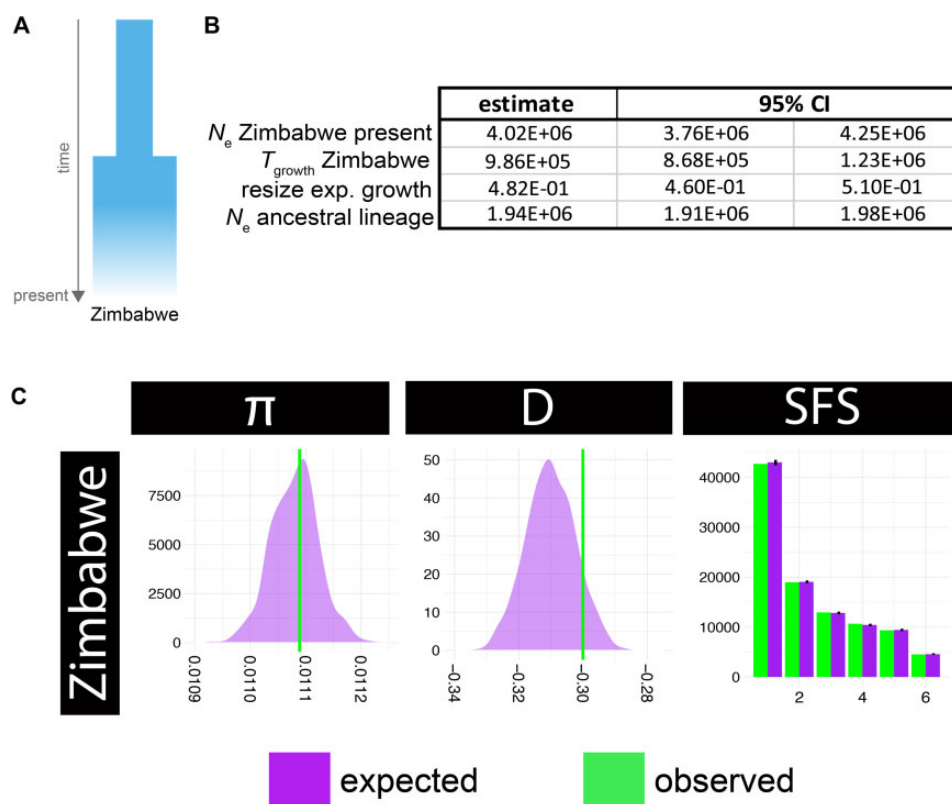 A
B
time
present
Zimbabwe
estimate 95% CI
Ne Zimbabwe present 4.02E+06 3.76E+06 4.25E+06
Tgrowth Zimbabwe 9.86E+05 8.68E+05 1.23E+06
resize exp. growth 4.82E-01 4.60E-01 5.10E-01
Ne ancestral lineage 1.94E+06 1.91E+06 1.98E+06
C
π D SFS
Zimbabwe
7500
5000
2500
0
0.0109 0.0110 0.0111 0.0112
50
40
30
20
10
0
-0.34 -0.32 -0.30 -0.28
40000
30000
20000
10000
0
2 4 6
expected observed